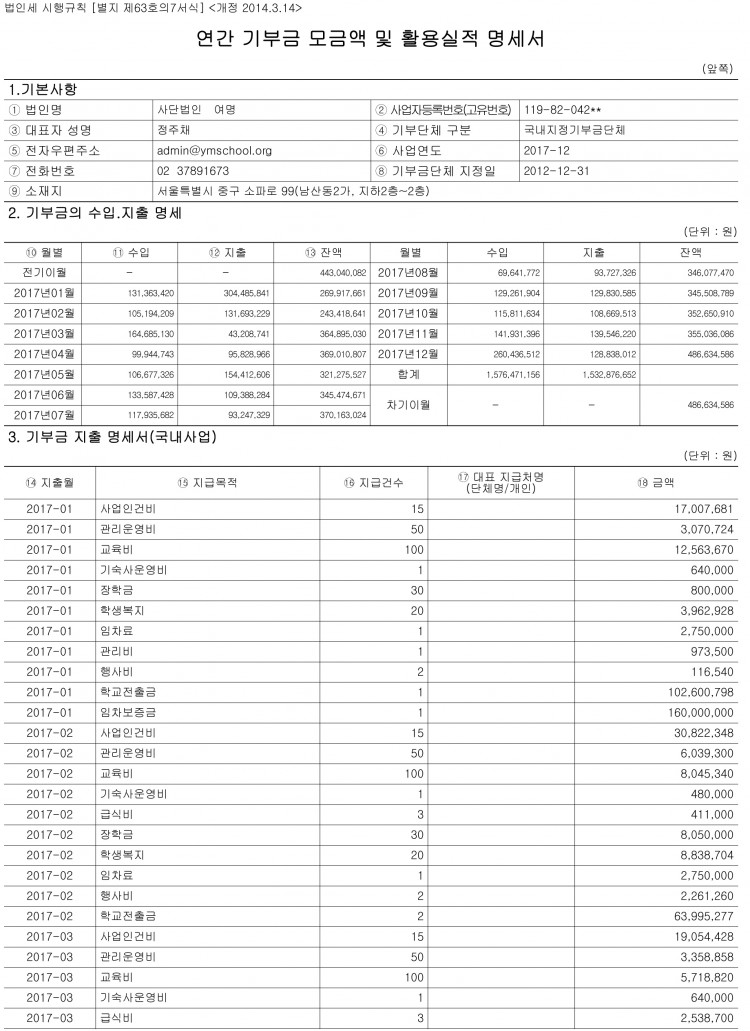 법인세 시행규칙 [별지 제63호의7서식] <개정 2014.3.14>
연간 기부금 모금액 및 활용실적 명세서
(앞쪽)
1.기본사항
① 법인명 사단법인 여명 ② 사업자등록번호(고유번호) 119-82-042**
③ 대표자 성명 정주채 ④ 기부단체 구분 국내지정기부금단체
⑤ 전자우편주소 admin@ymschool.org ⑥ 사업연도 2017-12
⑦ 전화번호 02 37891673 ⑧ 기부금단체 지정일 2012-12-31
⑨ 소재지 서울특별시 중구 소파로 99(남산동2가, 지하2층~2층)
2. 기부금의 수입.지출 명세
(단위 : 원)
⑩ 월별 ⑪ 수입 ⑫ 지출 ⑬ 잔액 월별 수입 지출 잔액
전기이월 - - 443,040,082 2017년08월 69,641,772 93,727,326 346,077,470
2017년01월 131,363,420 304,485,841 269,917,661 2017년09월 129,261,904 129,830,585 345,508,789
2017년02월 105,194,209 131,693,229 243,418,641 2017년10월 115,811,634 108,669,513 352,650,910
2017년03월 164,685,130 43,208,741 364,895,030 2017년11월 141,931,396 139,546,220 355,036,086
2017년04월 99,944,743 95,828,966 369,010,807 2017년12월 260,436,512 128,838,012 486,634,586
2017년05월 106,677,326 154,412,606 321,275,527 합계 1,576,471,156 1,532,876,652
2017년06월 133,587,428 109,388,284 345,474,671 차기이월 - - 486,634,586
2017년07월 117,935,682 93,247,329 370,163,024
3. 기부금 지출 명세서(국내사업)
(단위 : 원)
⑭ 지출월 ⑮ 지급목적 ⑯ 지급건수 ⑰ 대표 지급처명 (단체명/개인) ⑱ 금액
2017-01 사업인건비 15 17,007,681
2017-01 관리운영비 50 3,070,724
2017-01 교육비 100 12,563,670
2017-01 기숙사운영비 1 640,000
2017-01 장학금 30 800,000
2017-01 학생복지 20 3,962,928
2017-01 임차료 1 2,750,000
2017-01 관리비 1 973,500
2017-01 행사비 2 116,540
2017-01 학교전출금 1 102,600,798
2017-01 임차보증금 1 160,000,000
2017-02 사업인건비 15 30,822,348
2017-02 관리운영비 50 6,039,300
2017-02 교육비 100 8,045,340
2017-02 기숙사운영비 1 480,000
2017-02 급식비 3 411,000
2017-02 장학금 30 8,050,000
2017-02 학생복지 20 8,838,704
2017-02 임차료 1 2,750,000
2017-02 행사비 2 2,261,260
2017-02 학교전출금 2 63,995,277
2017-03 사업인건비 15 19,054,428
2017-03 관리운영비 50 3,358,858
2017-03 교육비 100 5,718,820
2017-03 기숙사운영비 1 640,000
2017-03 급식비 3 2,538,700